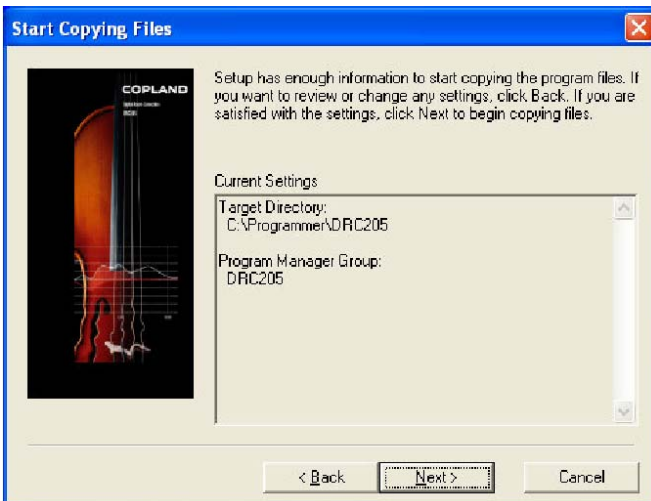 Start Copying Files
COPLAND
Setup has enough information to start copying the program files. If
you want to review or change any settings, click Back. If you are
satisfied with the settings, click Next to begin copying files.
Current Settings
Target Directory:
C:\Programmer\DRC205
Program Manager Group:
DRC205
< Back
Next >
Cancel